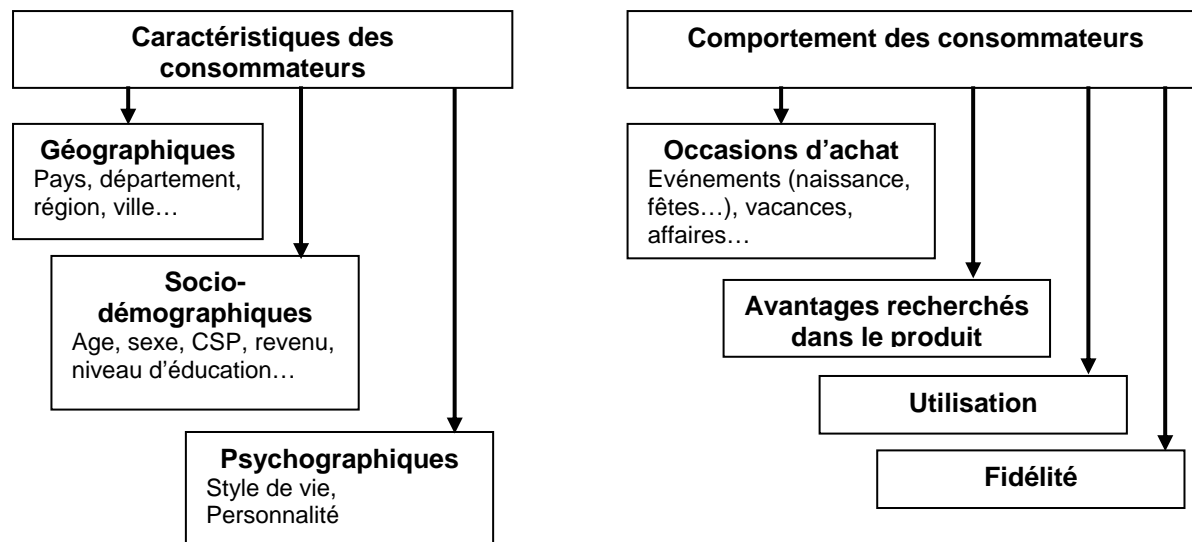 Caractéristiques des
consommateurs
Géographiques
Pays, département,
région, ville…
Socio-
démographiques
Age, sexe, CSP, revenu,
niveau d'éducation…
Psychographiques
Style de vie,
Personnalité
Comportement des consommateurs
Occasions d'achat
Evénements (naissance,
fêtes…), vacances,
affaires…
Avantages recherchés
dans le produit
Utilisation
Fidélité